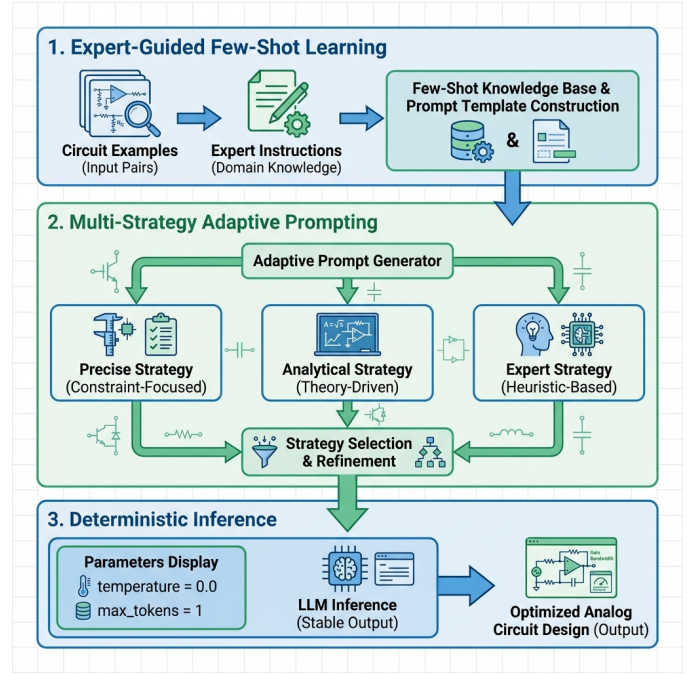 1. Expert-Guided Few-Shot Learning
Circuit Examples
(Input Pairs)
Expert Instructions
(Domain Knowledge)
Few-Shot Knowledge Base &
Prompt Template Construction
&
2. Multi-Strategy Adaptive Prompting
Adaptive Prompt Generator
Precise Strategy
(Constraint-Focused)
Analytical Strategy
(Theory-Driven)
Expert Strategy
(Heuristic-Based)
Strategy Selection
& Refinement
3. Deterministic Inference
Parameters Display
temperature = 0.0
max_tokens = 1
LLM Inference
(Stable Output)
Gain
Bandwidth
Optimized Analog
Circuit Design (Output)